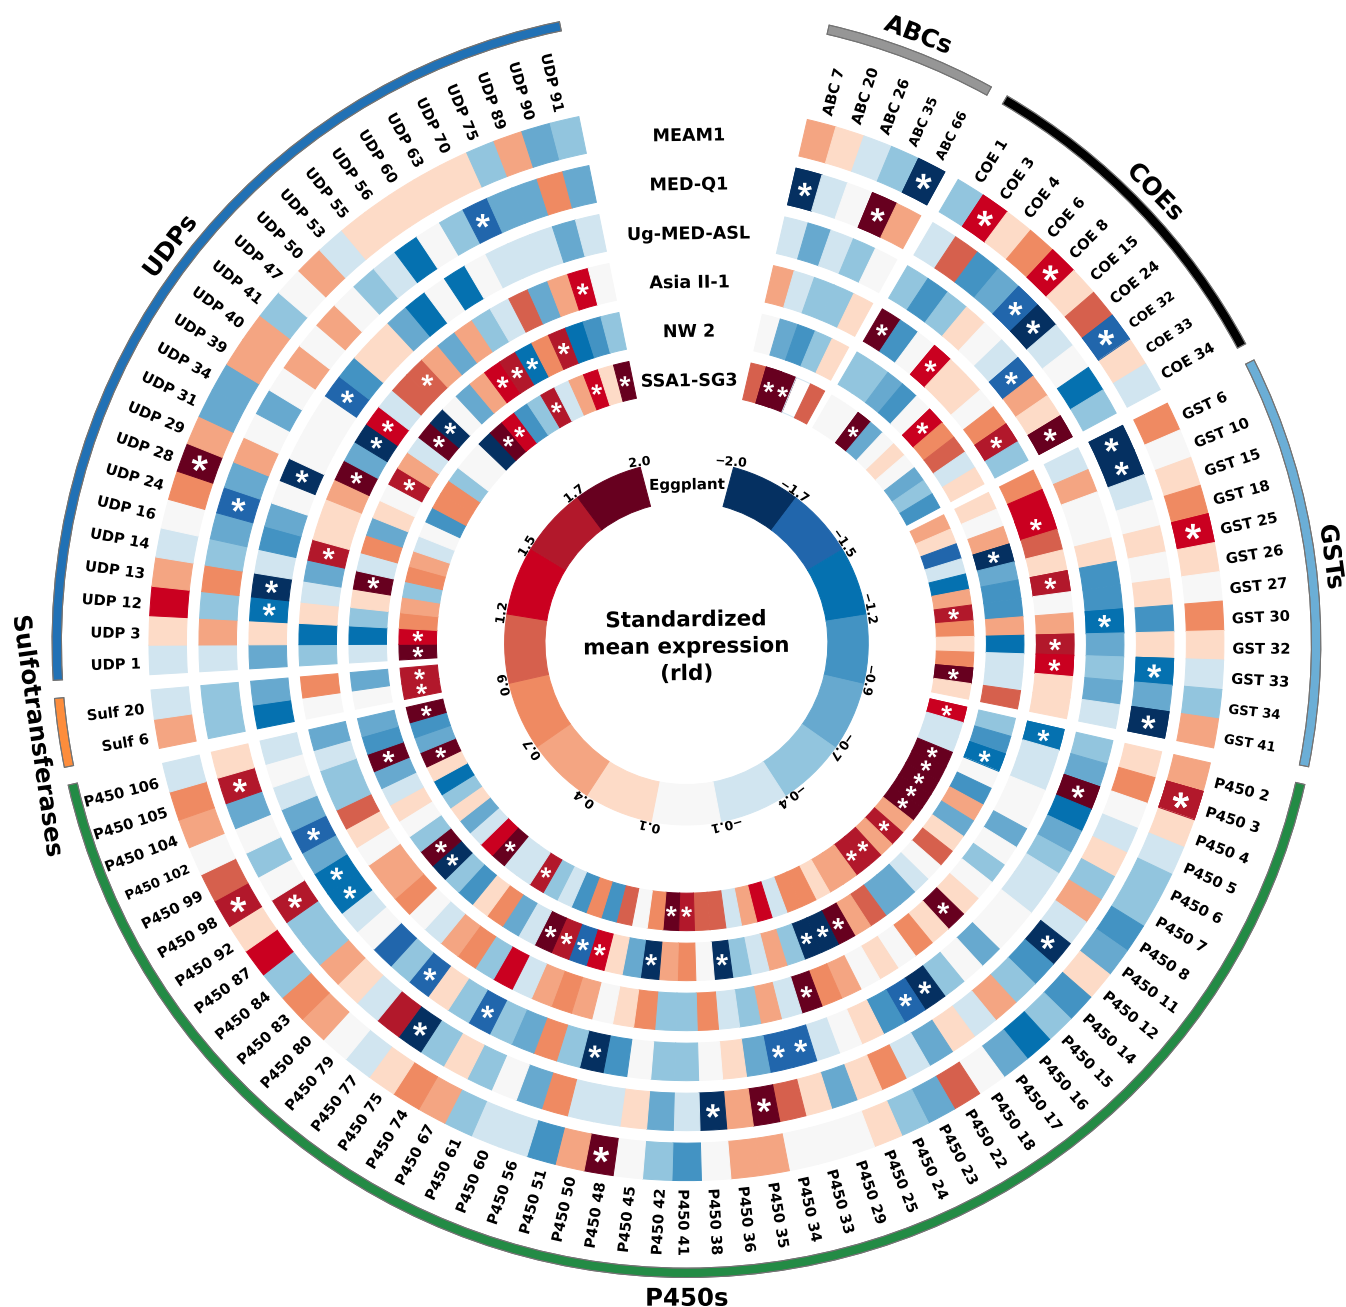 ABCs
COEs
GSTs
P450s
Sulfotransferases
UDPs
MEAM1
MED-Q1
Ug-MED-ASL
Asia II-1
NW 2
SSA1-SG3
Eggplant
ABC 7
ABC 20
ABC 26
ABC 35
ABC 66
COE 1
COE 3
COE 4
COE 6
COE 8
COE 15
COE 24
COE 32
COE 33
COE 34
GST 6
GST 10
GST 15
GST 18
GST 25
GST 26
GST 27
GST 30
GST 32
GST 33
GST 34
GST 41
P450 2
P450 3
P450 4
P450 5
P450 6
P450 7
P450 8
P450 11
P450 12
P450 14
P450 15
P450 16
P450 17
P450 18
P450 22
P450 23
P450 24
P450 25
P450 29
P450 33
P450 34
P450 35
P450 36
P450 38
P450 41
P450 42
P450 45
P450 48
P450 50
P450 51
P450 56
P450 60
P450 61
P450 67
P450 74
P450 75
P450 77
P450 79
P450 80
P450 83
P450 84
P450 87
P450 92
P450 98
P450 99
P450 102
P450 104
P450 105
P450 106
Sulf 6
Sulf 20
UDP 1
UDP 3
UDP 12
UDP 13
UDP 14
UDP 16
UDP 24
UDP 28
UDP 29
UDP 31
UDP 34
UDP 39
UDP 40
UDP 41
UDP 47
UDP 50
UDP 53
UDP 55
UDP 56
UDP 60
UDP 63
UDP 70
UDP 75
UDP 89
UDP 90
UDP 91
−2.0
−1.7
−1.5
−1.2
−0.9
−0.7
−0.4
−0.1
0.1
0.4
0.7
0.9
1.2
1.5
1.7
2.0
Standardized
mean expression
(rld)